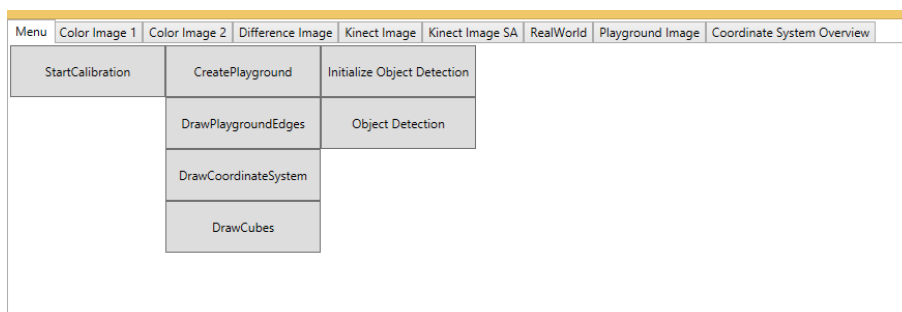 Menu Color Image 1 Color Image 2 Difference Image Kinect Image Kinect Image SA RealWorld Playground Image Coordinate System Overview
StartCalibration CreatePlayground Initialize Object Detection
DrawPlaygroundEdges Object Detection
DrawCoordinateSystem
DrawCubes